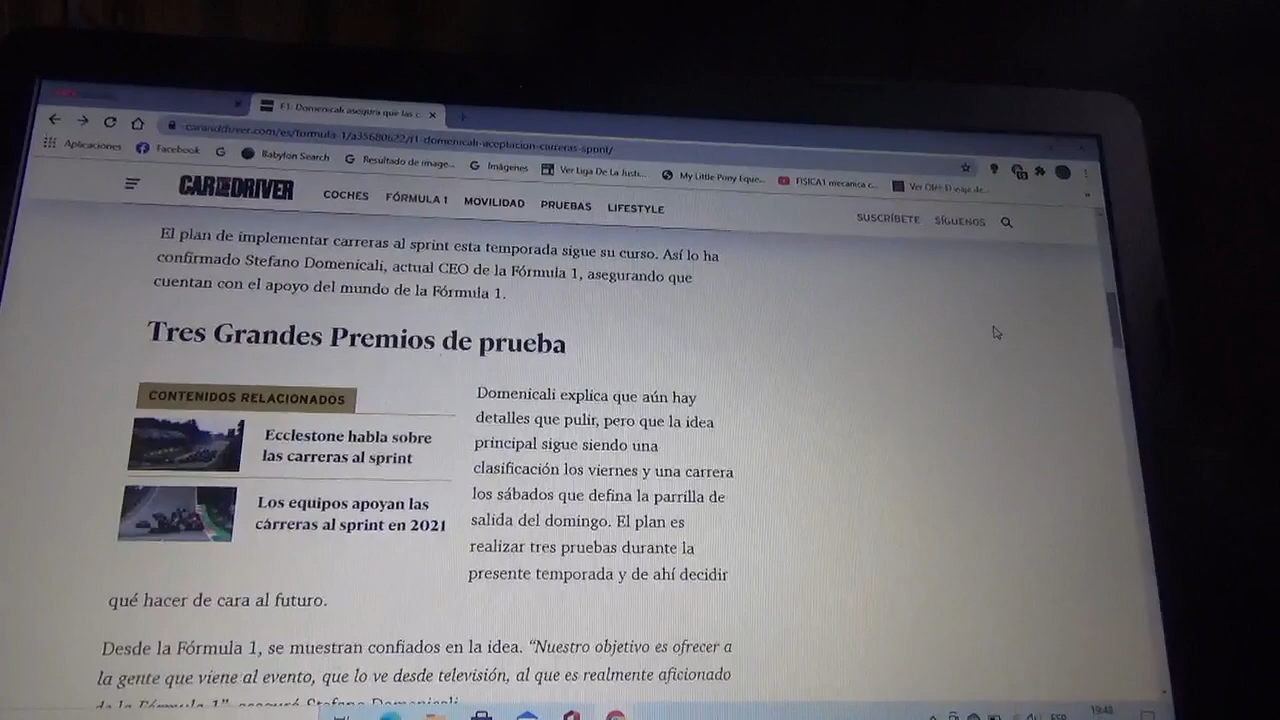 F1: Domenicali asegura que las c
caranddriver.com/es/formula-1/a35680622/f1-domenicali-aceptacion-carreras-sprint/
Aplicaciones Facebook Babylon Search Resultado de image... Imágenes Ver Liga De La Justi... My Little Pony Eque... FISICA1 mecanica c... Ver Olé! El viaje de...
CAR AND DRIVER COCHES FÓRMULA 1 MOVILIDAD PRUEBAS LIFESTYLE SUSCRÍBETE SÍGUENOS
El plan de implementar carreras al sprint esta temporada sigue su curso. Así lo ha
confirmado Stefano Domenicali, actual CEO de la Fórmula 1, asegurando que
cuentan con el apoyo del mundo de la Fórmula 1.
Tres Grandes Premios de prueba
CONTENIDOS RELACIONADOS
Ecclestone habla sobre
las carreras al sprint
Los equipos apoyan las
carreras al sprint en 2021
Domenicali explica que aún hay
detalles que pulir, pero que la idea
principal sigue siendo una
clasificación los viernes y una carrera
los sábados que defina la parrilla de
salida del domingo. El plan es
realizar tres pruebas durante la
presente temporada y de ahí decidir
qué hacer de cara al futuro.
Desde la Fórmula 1, se muestran confiados en la idea. “Nuestro objetivo es ofrecer a
la gente que viene al evento, que lo ve desde televisión, al que es realmente aficionado
de la Fórmula 1”, aseguró Stefano Domenicali
ESP 19:48